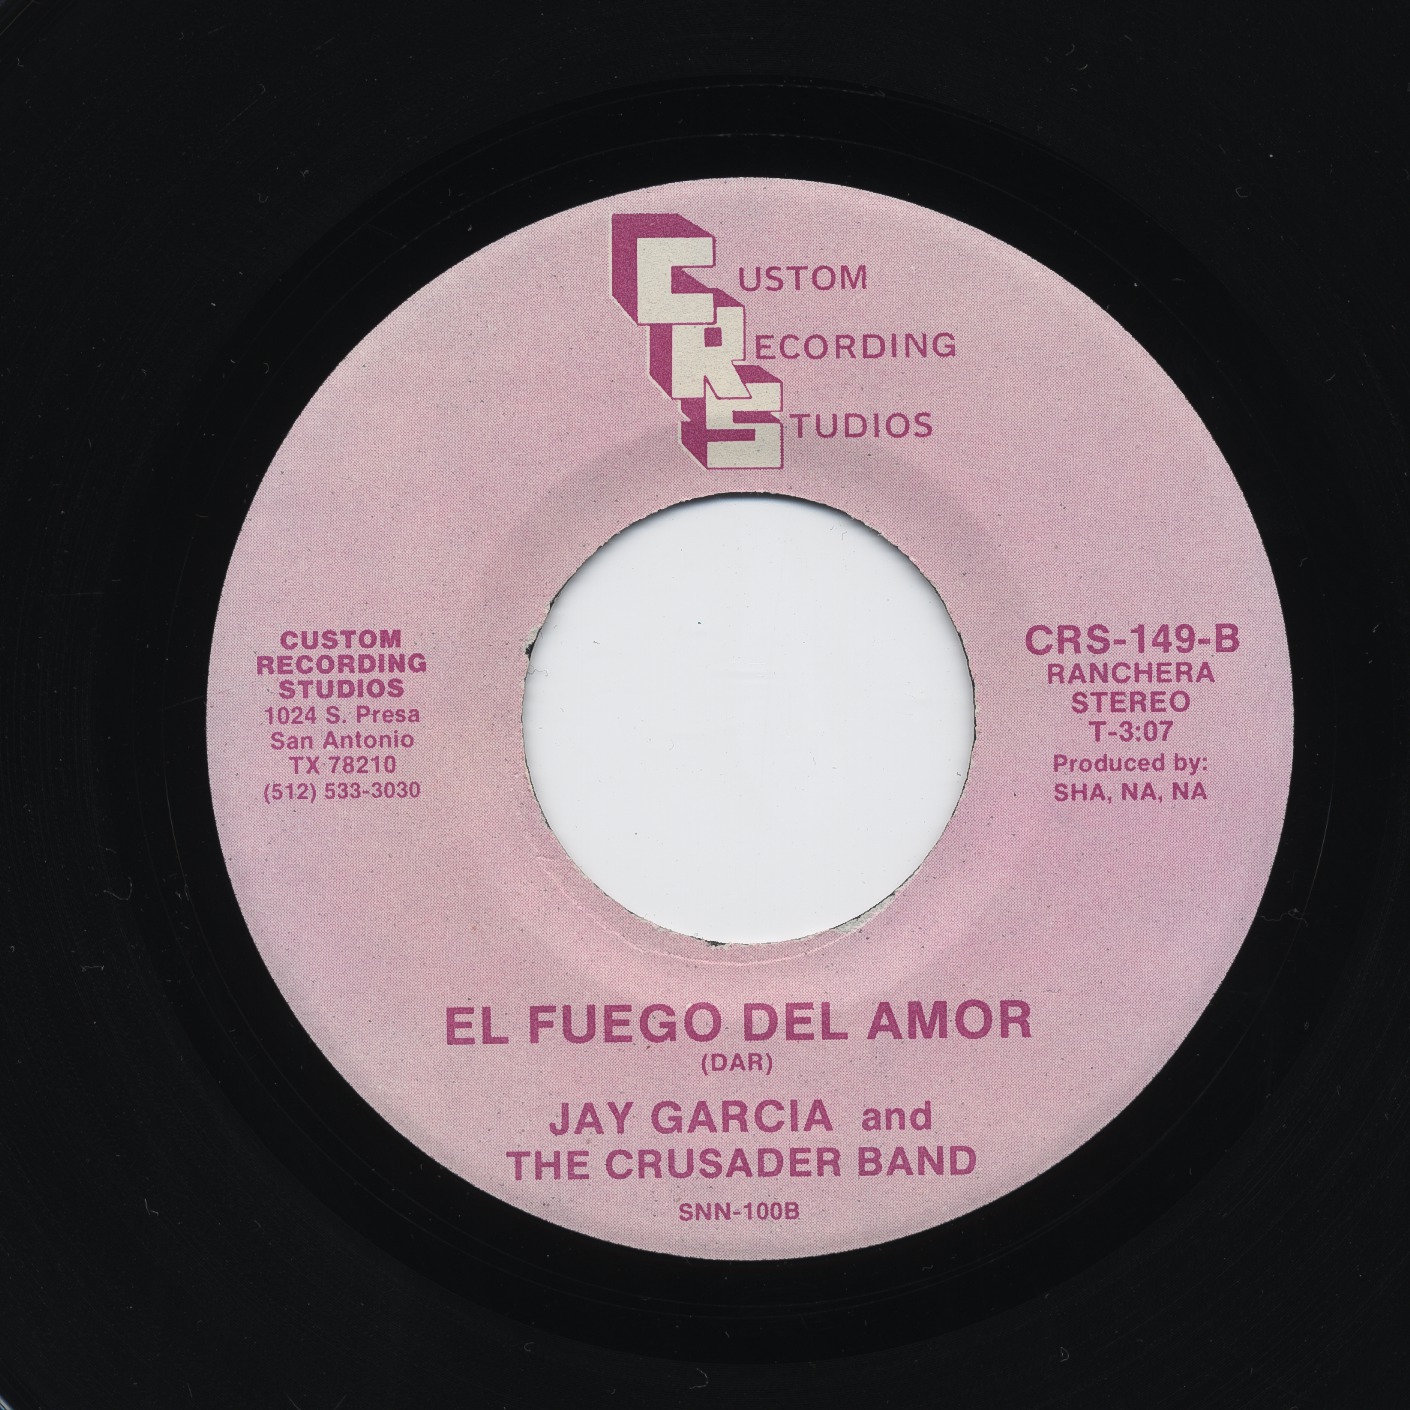 CUSTOM
RECORDING
STUDIOS
CUSTOM
RECORDING
STUDIOS
1024 S. Presa
San Antonio
TX 78210
(512) 533-3030
CRS-149-B
RANCHERA
STEREO
T-3:07
Produced by:
SHA, NA, NA
EL FUEGO DEL AMOR
(DAR)
JAY GARCIA and
THE CRUSADER BAND
SNN-100B